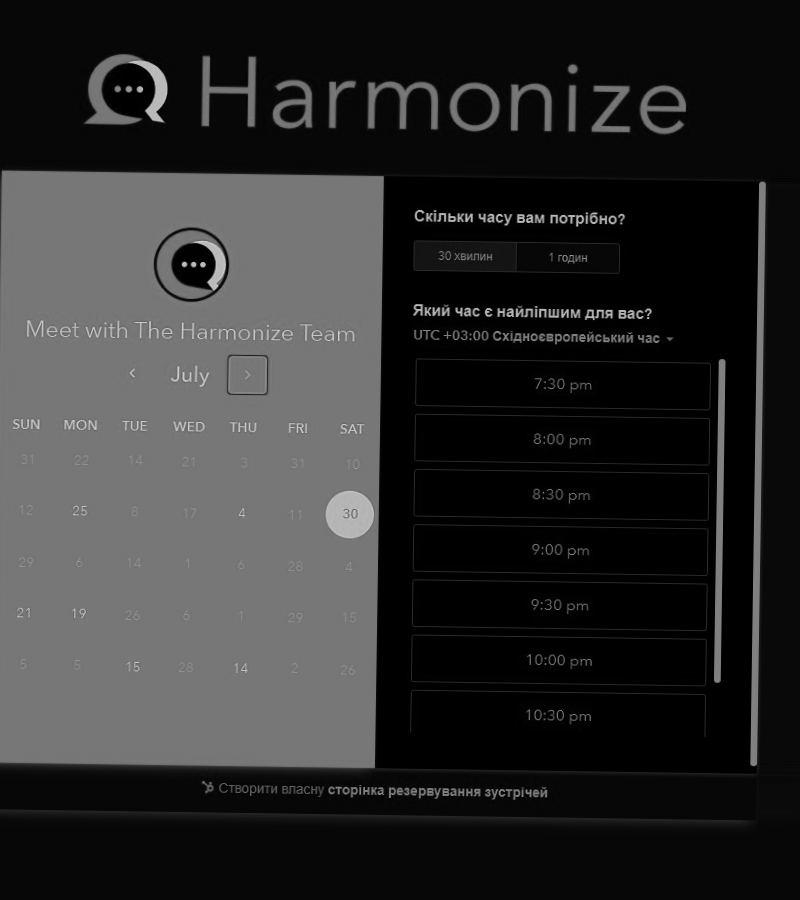 Harmonize
Meet with The Harmonize Team
July
SUN MON TUE WED THU FRI SAT
31 22 14 21 3 31 10
12 25 8 17 4 11 30
29 6 14 1 6 28 4
21 19 26 6 1 29 15
5 5 15 28 14 2 26
Скільки часу вам потрібно?
30 хвилин 1 годин
Який час є найліпшим для вас?
UTC +03:00 Східноєвропейський час
7:30 pm
8:00 pm
8:30 pm
9:00 pm
9:30 pm
10:00 pm
10:30 pm
Створити власну сторінка резервування зустрічей